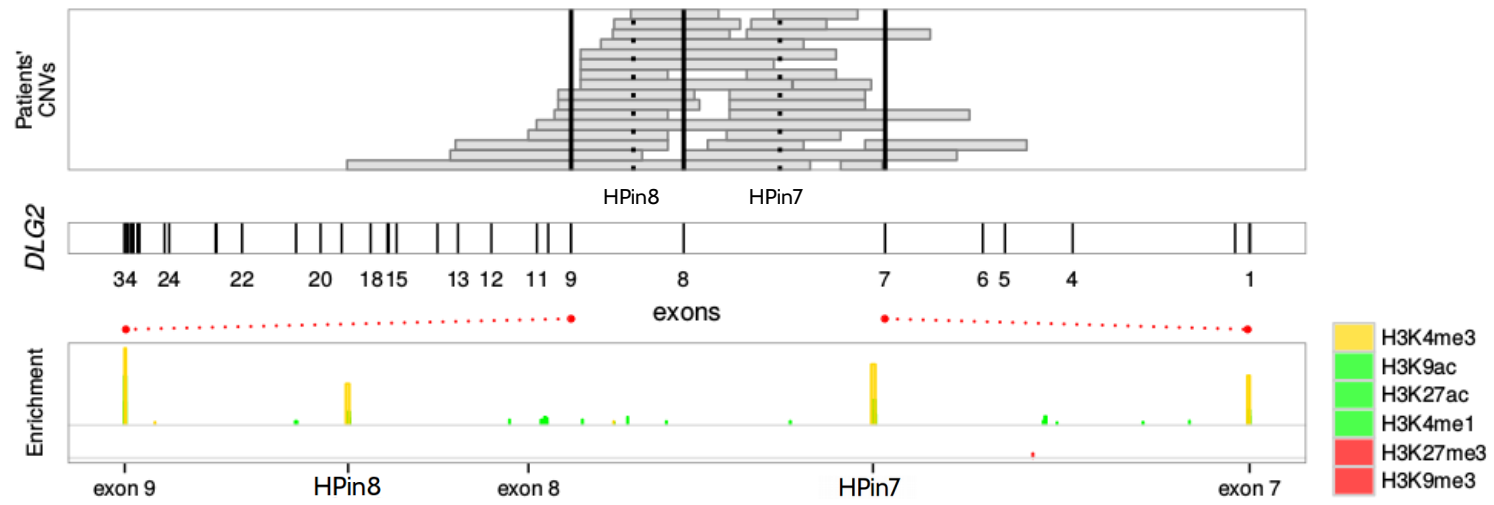 Patients'
CNVs
HPin8 HPin7
DLG2
34 24 22 20 18 15 13 12 11 9 8 7 6 5 4 1
exons
Enrichment
exon 9 HPin8 exon 8 HPin7 exon 7
H3K4me3
H3K9ac
H3K27ac
H3K4me1
H3K27me3
H3K9me3